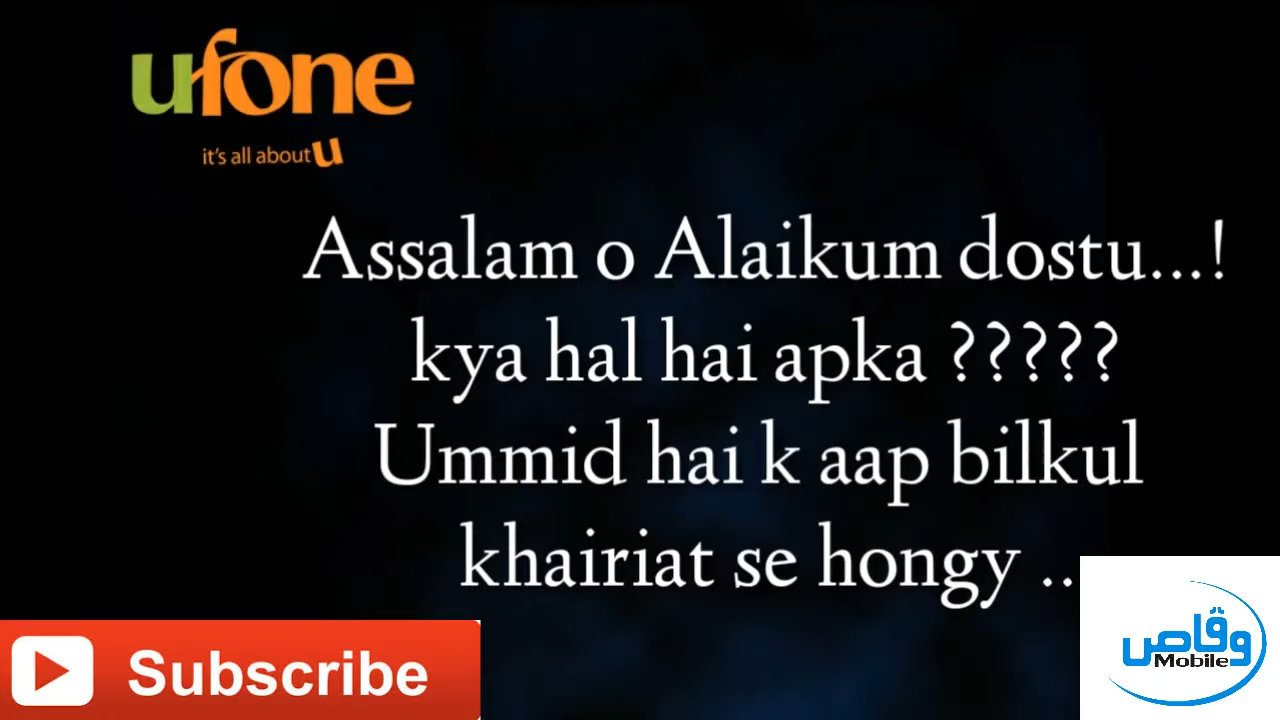 ufone
it's all about u
Assalam o Alaikum dostu...!
kya hal hai apka ?????
Ummid hai k aap bilkul
khairiat se hongy ..
Subscribe
وقاص
Mobile